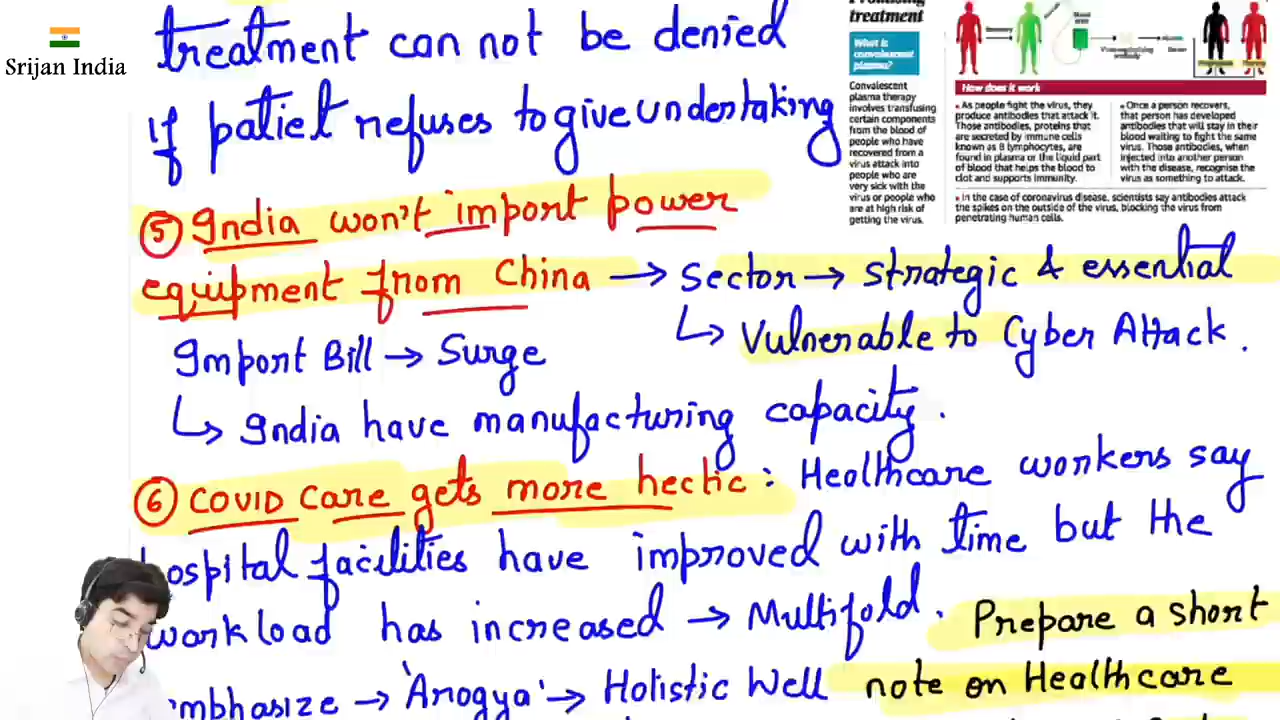 Srijan India
treatment can not be denied
if patiet refuses to give undertaking
⑤ India won't import power
equipment from China → Sector → Strategic & essential
↳ Vulnerable to Cyber Attack.
Import Bill → Surge
↳ India have manufacturing capacity.
⑥ COVID Care gets more hectic : Healthcare workers say
ospital facilities have improved with time but the
workload has increased → Multifold.
mbhasize → 'Arogya' → Holistic Well
Prepare a short
note on Healthcare
treatment
What is
convalescent
plasma?
Convalescent
plasma therapy
involves transfusing
certain components
from the blood of
people who have
recovered from a
virus attack into
people who are
very sick with the
virus or people who
are at high risk of
getting the virus.
How does it work
• As people fight the virus, they
produce antibodies that attack it.
Those antibodies, proteins that
are secreted by immune cells
known as B lymphocytes, are
found in plasma or the liquid part
of blood that helps the blood to
clot and supports immunity.
• Once a person recovers,
that person has developed
antibodies that will stay in their
blood waiting to fight the same
virus. Those antibodies, when
injected into another person
with the disease, recognise the
virus as something to attack.
• In the case of coronavirus disease, scientists say antibodies attack
the spikes on the outside of the virus, blocking the virus from
penetrating human cells.